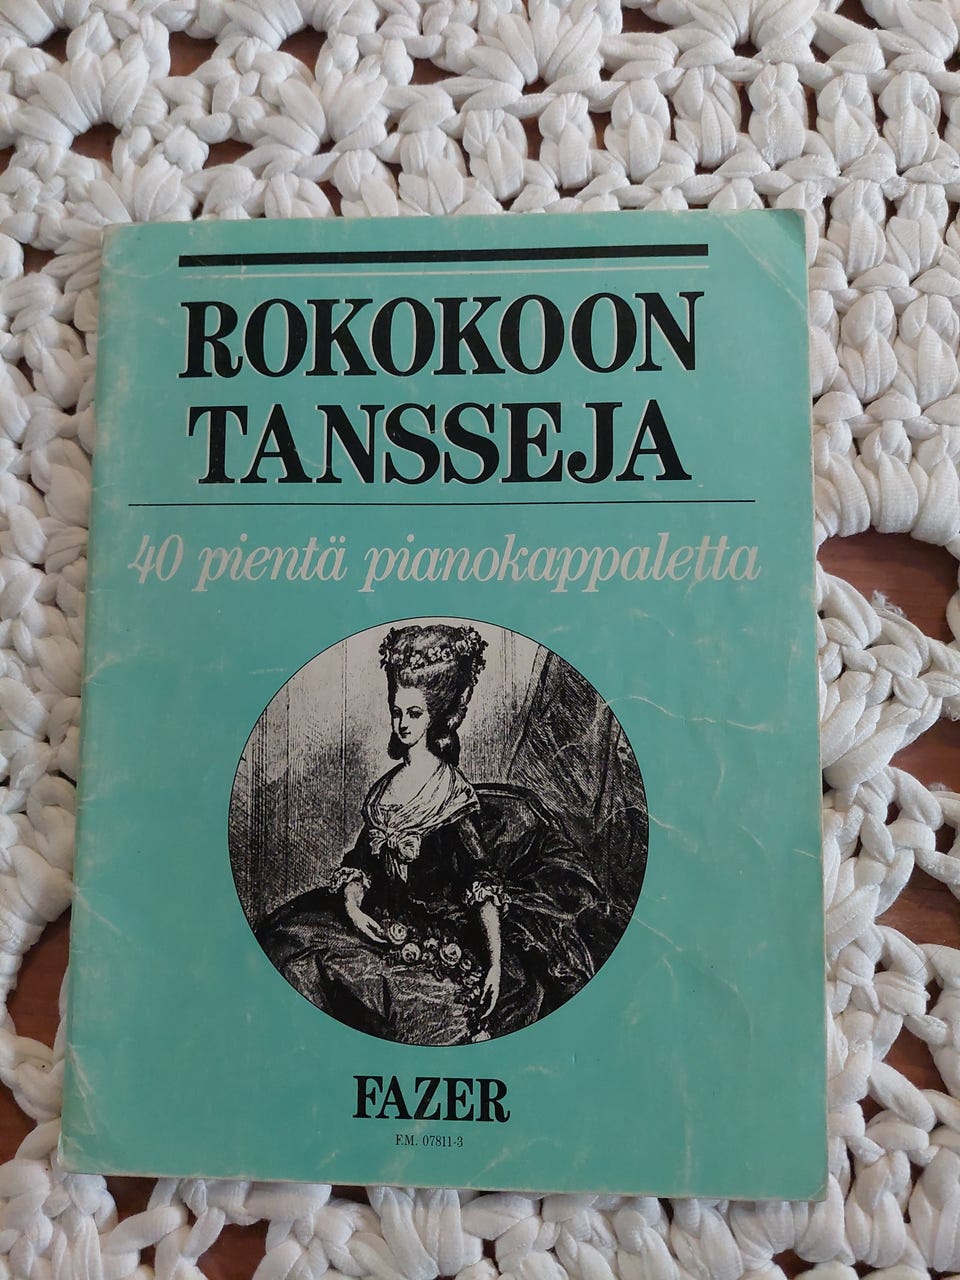 ROKOKOON
TANSSEJA
40 pientä pianokappaletta
FAZER
F.M. 07811-3